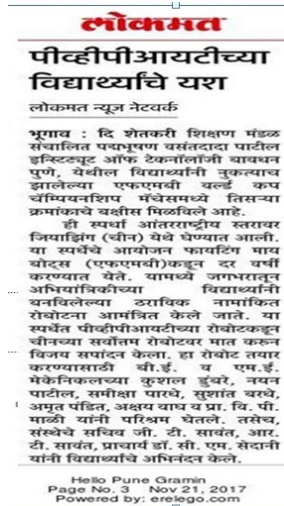 लोकमत
पीव्हीपीआयटीच्या
विद्यार्थ्यांचे यश
लोकमत न्यूज नेटवर्क
भूगाव : दि शेतकरी शिक्षण मंडळ
संचालित पद्मभूषण वसंतदादा पाटील
इन्स्टिट्यूट ऑफ टेक्नॉलॉजी बावधन
पुणे, येथील विद्यार्थ्यांनी नुकत्याच
झालेल्या एफएमबी वर्ल्ड कप
चॅम्पियनशिप मॅचेसमध्ये तिसऱ्या
क्रमांकाचे बक्षीस मिळविले आहे.
ही स्पर्धा आंतरराष्ट्रीय स्तरावर
जियाझिंग (चीन) येथे घेण्यात आली.
या स्पर्धेचे आयोजन फायटिंग माय
बोट्स (एफएमबी)कडून दर वर्षी
करण्यात येते. यामध्ये जगभरातून
अभियांत्रिकीच्या विद्यार्थ्यांनी
बनविलेल्या ठराविक नामांकित
रोबोटना आमंत्रित केले जाते. या
स्पर्धेत पीव्हीपीआयटीच्या रोबोटकडून
चीनच्या सर्वोत्तम रोबोटवर मात करून
विजय संपादन केला. हा रोबोट तयार
करण्यासाठी बी.ई. व एम.ई.
मेकेनिकलच्या कुशल डुंबरे, नयन
पाटील, समीक्षा पारधे, सुशांत बरथे,
अमृत पंडित, अक्षय वाघ व प्रा. वि. पी.
माळी यांनी परिश्रम घेतले. तसेच,
संस्थेचे सचिव जी. टी. सावंत, आर.
टी. सावंत, प्राचार्य डॉ. सी. एम. सेदानी
यांनी विद्यार्थ्यांचे अभिनंदन केले.
Hello Pune Gramin
Page No. 3 Nov 21, 2017
Powered by: erelego.com